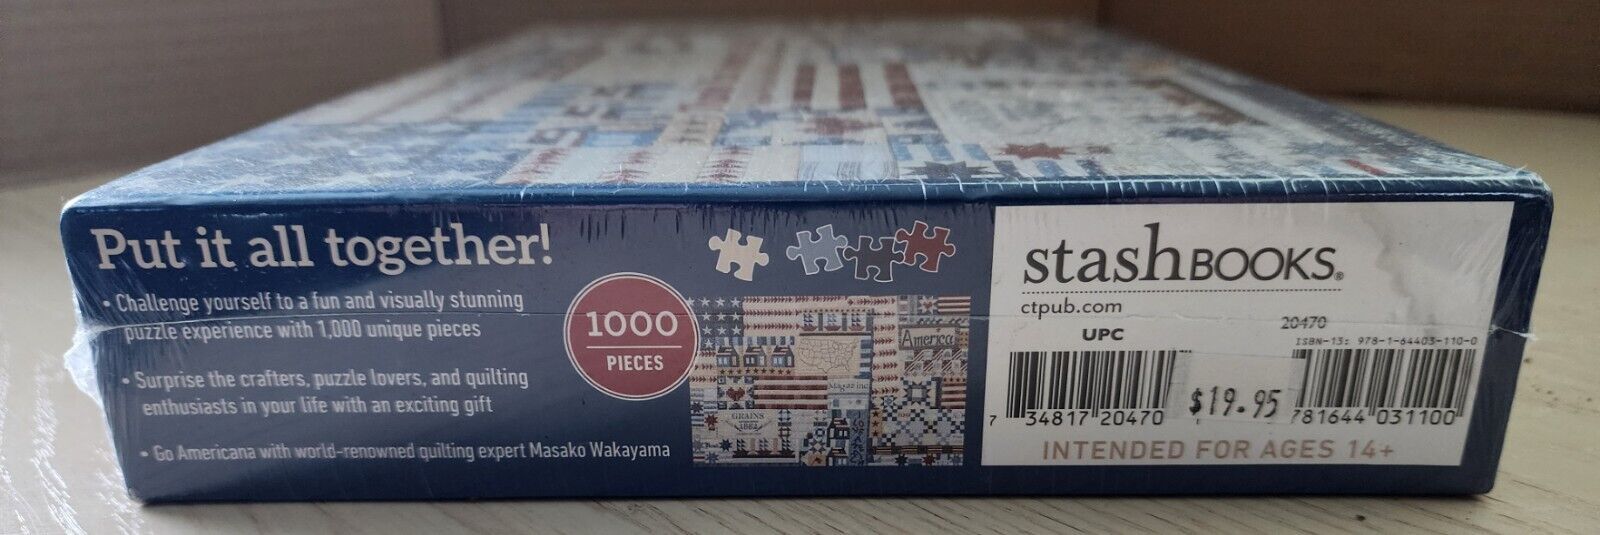 Put it all together!
• Challenge yourself to a fun and visually stunning
puzzle experience with 1,000 unique pieces
• Surprise the crafters, puzzle lovers, and quilting
enthusiasts in your life with an exciting gift
• Go Americana with world-renowned quilting expert Masako Wakayama
1000
PIECES
America
Magazine
GRAINS
1882
stashBOOKS®
ctpub.com
UPC
20470
ISBN-13: 978-1-64403-110-0
7 34817 20470
$19.95
781644 031100
INTENDED FOR AGES 14+